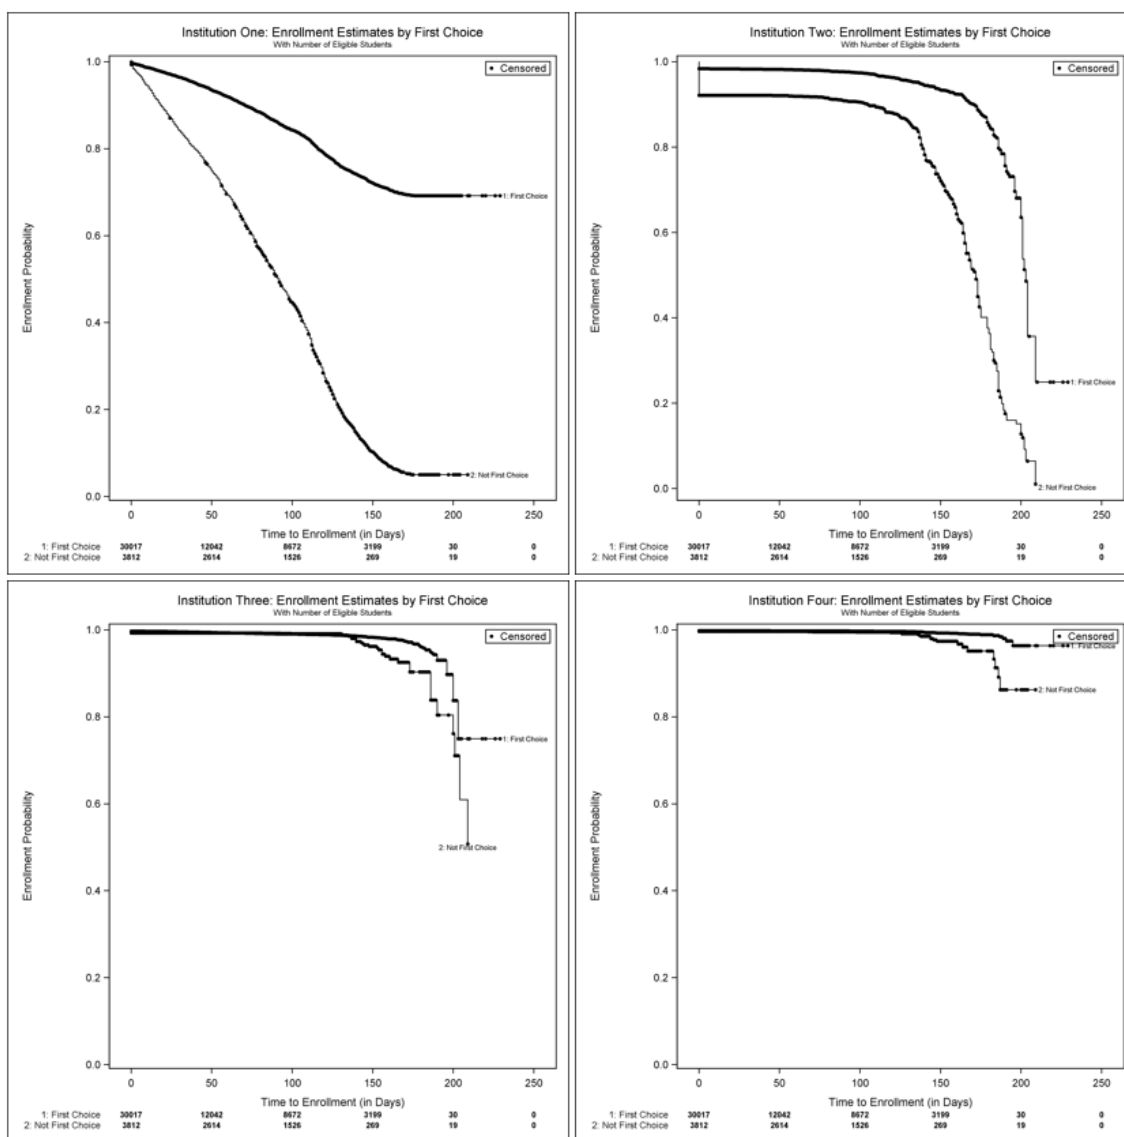 Institution One: Enrollment Estimates by First Choice
With Number of Eligible Students
Censored
1.0
0.8
0.6
0.4
0.2
0.0
Enrollment Probability
1: First Choice
2: Not First Choice
0 50 100 150 200 250
Time to Enrollment (in Days)
1: First Choice 30017 12042 8672 3199 30 0
2: Not First Choice 3812 2614 1526 269 19 0
Institution Two: Enrollment Estimates by First Choice
With Number of Eligible Students
Censored
1.0
0.8
0.6
0.4
0.2
0.0
Enrollment Probability
1: First Choice
2: Not First Choice
0 50 100 150 200 250
Time to Enrollment (in Days)
1: First Choice 30017 12042 8672 3199 30 0
2: Not First Choice 3812 2614 1526 269 19 0
Institution Three: Enrollment Estimates by First Choice
With Number of Eligible Students
Censored
1.0
0.8
0.6
0.4
0.2
0.0
Enrollment Probability
1: First Choice
2: Not First Choice
0 50 100 150 200 250
Time to Enrollment (in Days)
1: First Choice 30017 12042 8672 3199 30 0
2: Not First Choice 3812 2614 1526 269 19 0
Institution Four: Enrollment Estimates by First Choice
With Number of Eligible Students
Censored
1.0
0.8
0.6
0.4
0.2
0.0
Enrollment Probability
1: First Choice
2: Not First Choice
0 50 100 150 200 250
Time to Enrollment (in Days)
1: First Choice 30017 12042 8672 3199 30 0
2: Not First Choice 3812 2614 1526 269 19 0